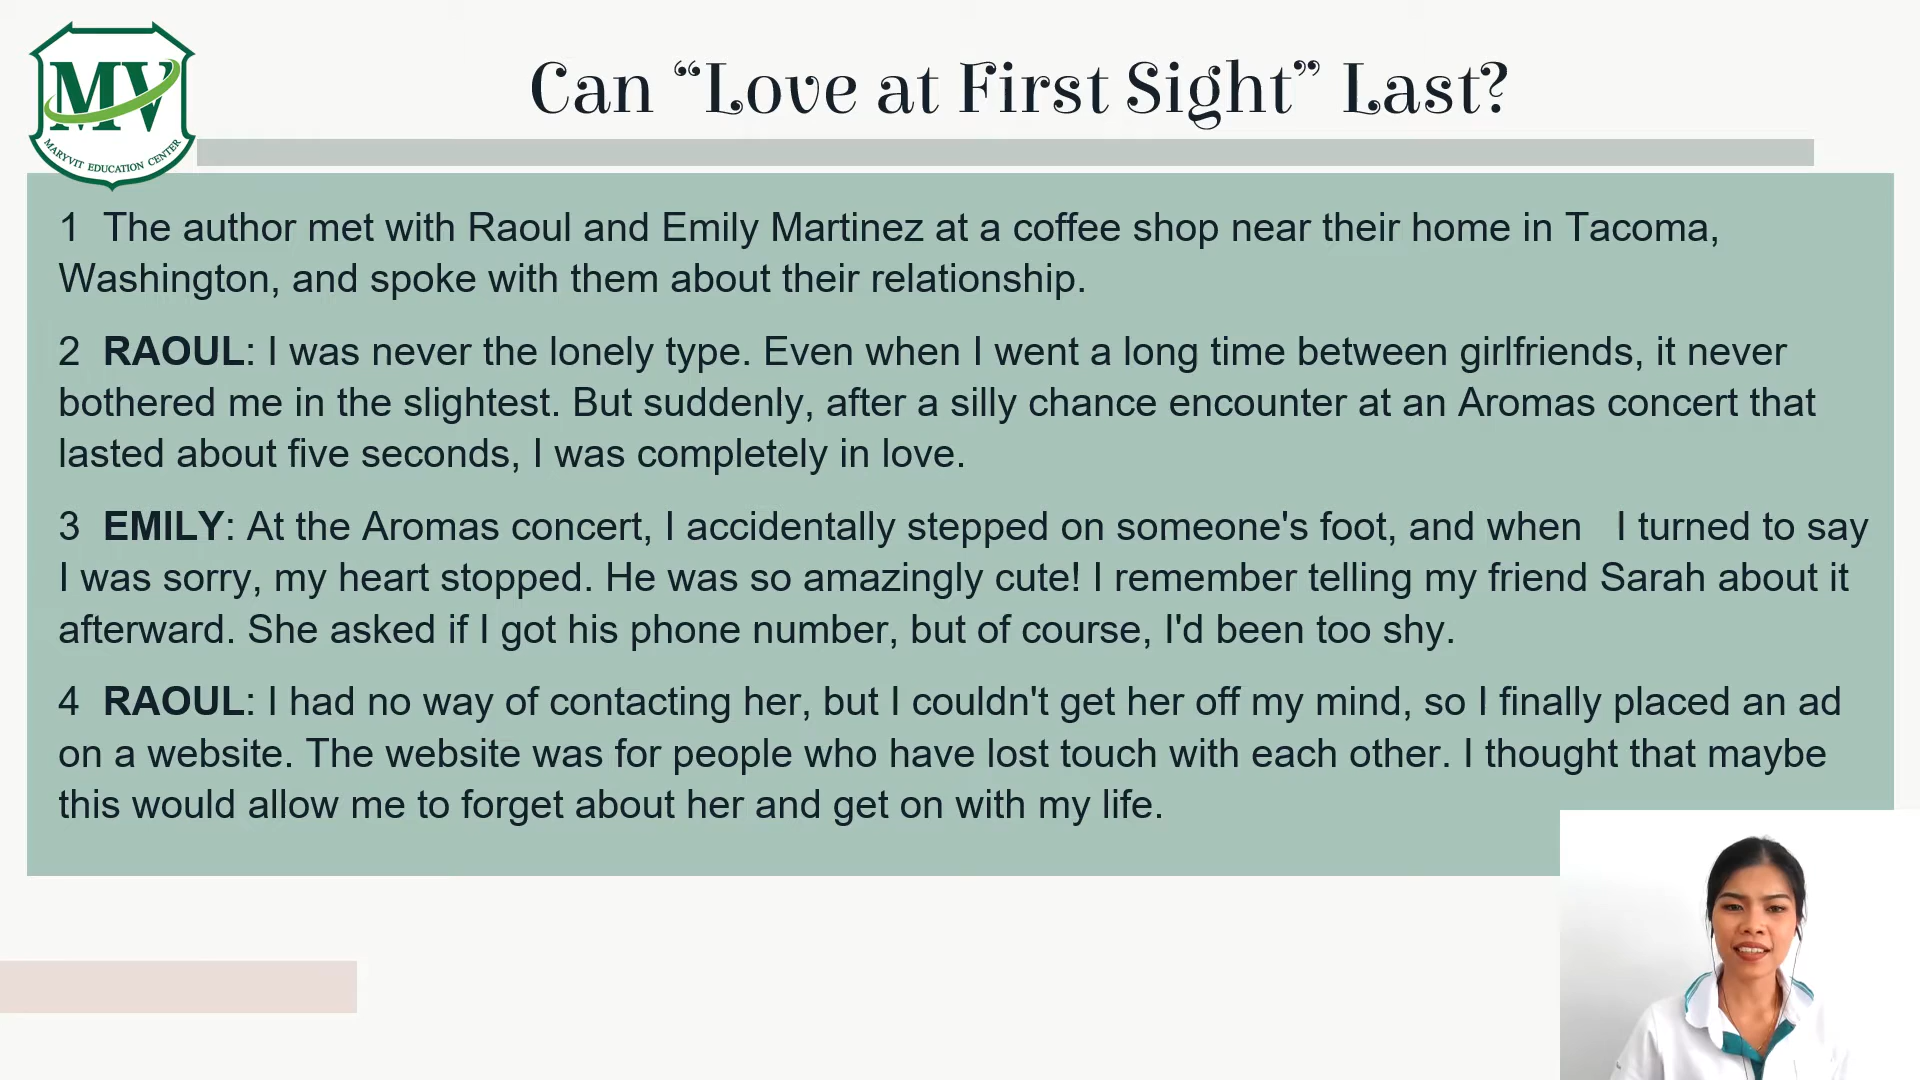 MV
MARYVIT EDUCATION CENTER
Can “Love at First Sight” Last?
1 The author met with Raoul and Emily Martinez at a coffee shop near their home in Tacoma,
Washington, and spoke with them about their relationship.
2 RAOUL: I was never the lonely type. Even when I went a long time between girlfriends, it never
bothered me in the slightest. But suddenly, after a silly chance encounter at an Aromas concert that
lasted about five seconds, I was completely in love.
3 EMILY: At the Aromas concert, I accidentally stepped on someone's foot, and when I turned to say
I was sorry, my heart stopped. He was so amazingly cute! I remember telling my friend Sarah about it
afterward. She asked if I got his phone number, but of course, I'd been too shy.
4 RAOUL: I had no way of contacting her, but I couldn't get her off my mind, so I finally placed an ad
on a website. The website was for people who have lost touch with each other. I thought that maybe
this would allow me to forget about her and get on with my life.